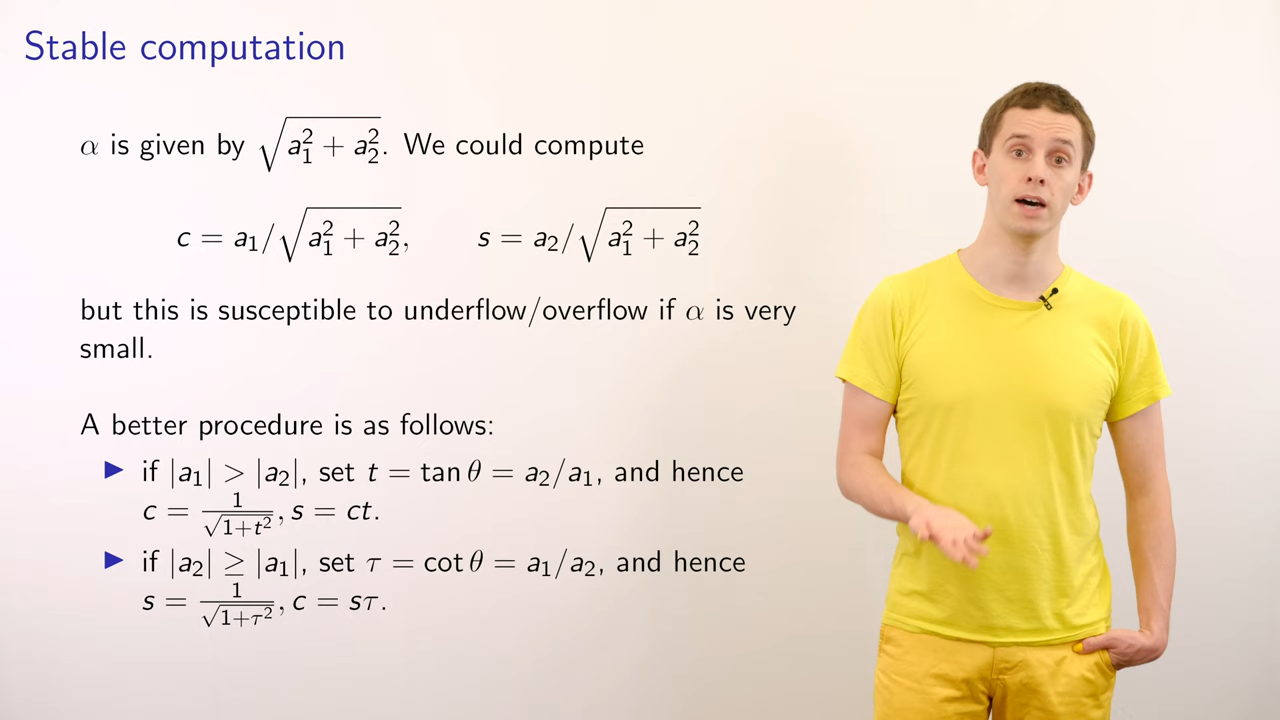 Stable computation
α is given by √(a₁² + a₂²). We could compute
c = a₁/√(a₁² + a₂²), s = a₂/√(a₁² + a₂²)
but this is susceptible to underflow/overflow if α is very
small.
A better procedure is as follows:
▶ if |a₁| > |a₂|, set t = tan θ = a₂/a₁, and hence
c = 1/√(1+t²), s = ct.
▶ if |a₂| ≥ |a₁|, set τ = cot θ = a₁/a₂, and hence
s = 1/√(1+τ²), c = sτ.